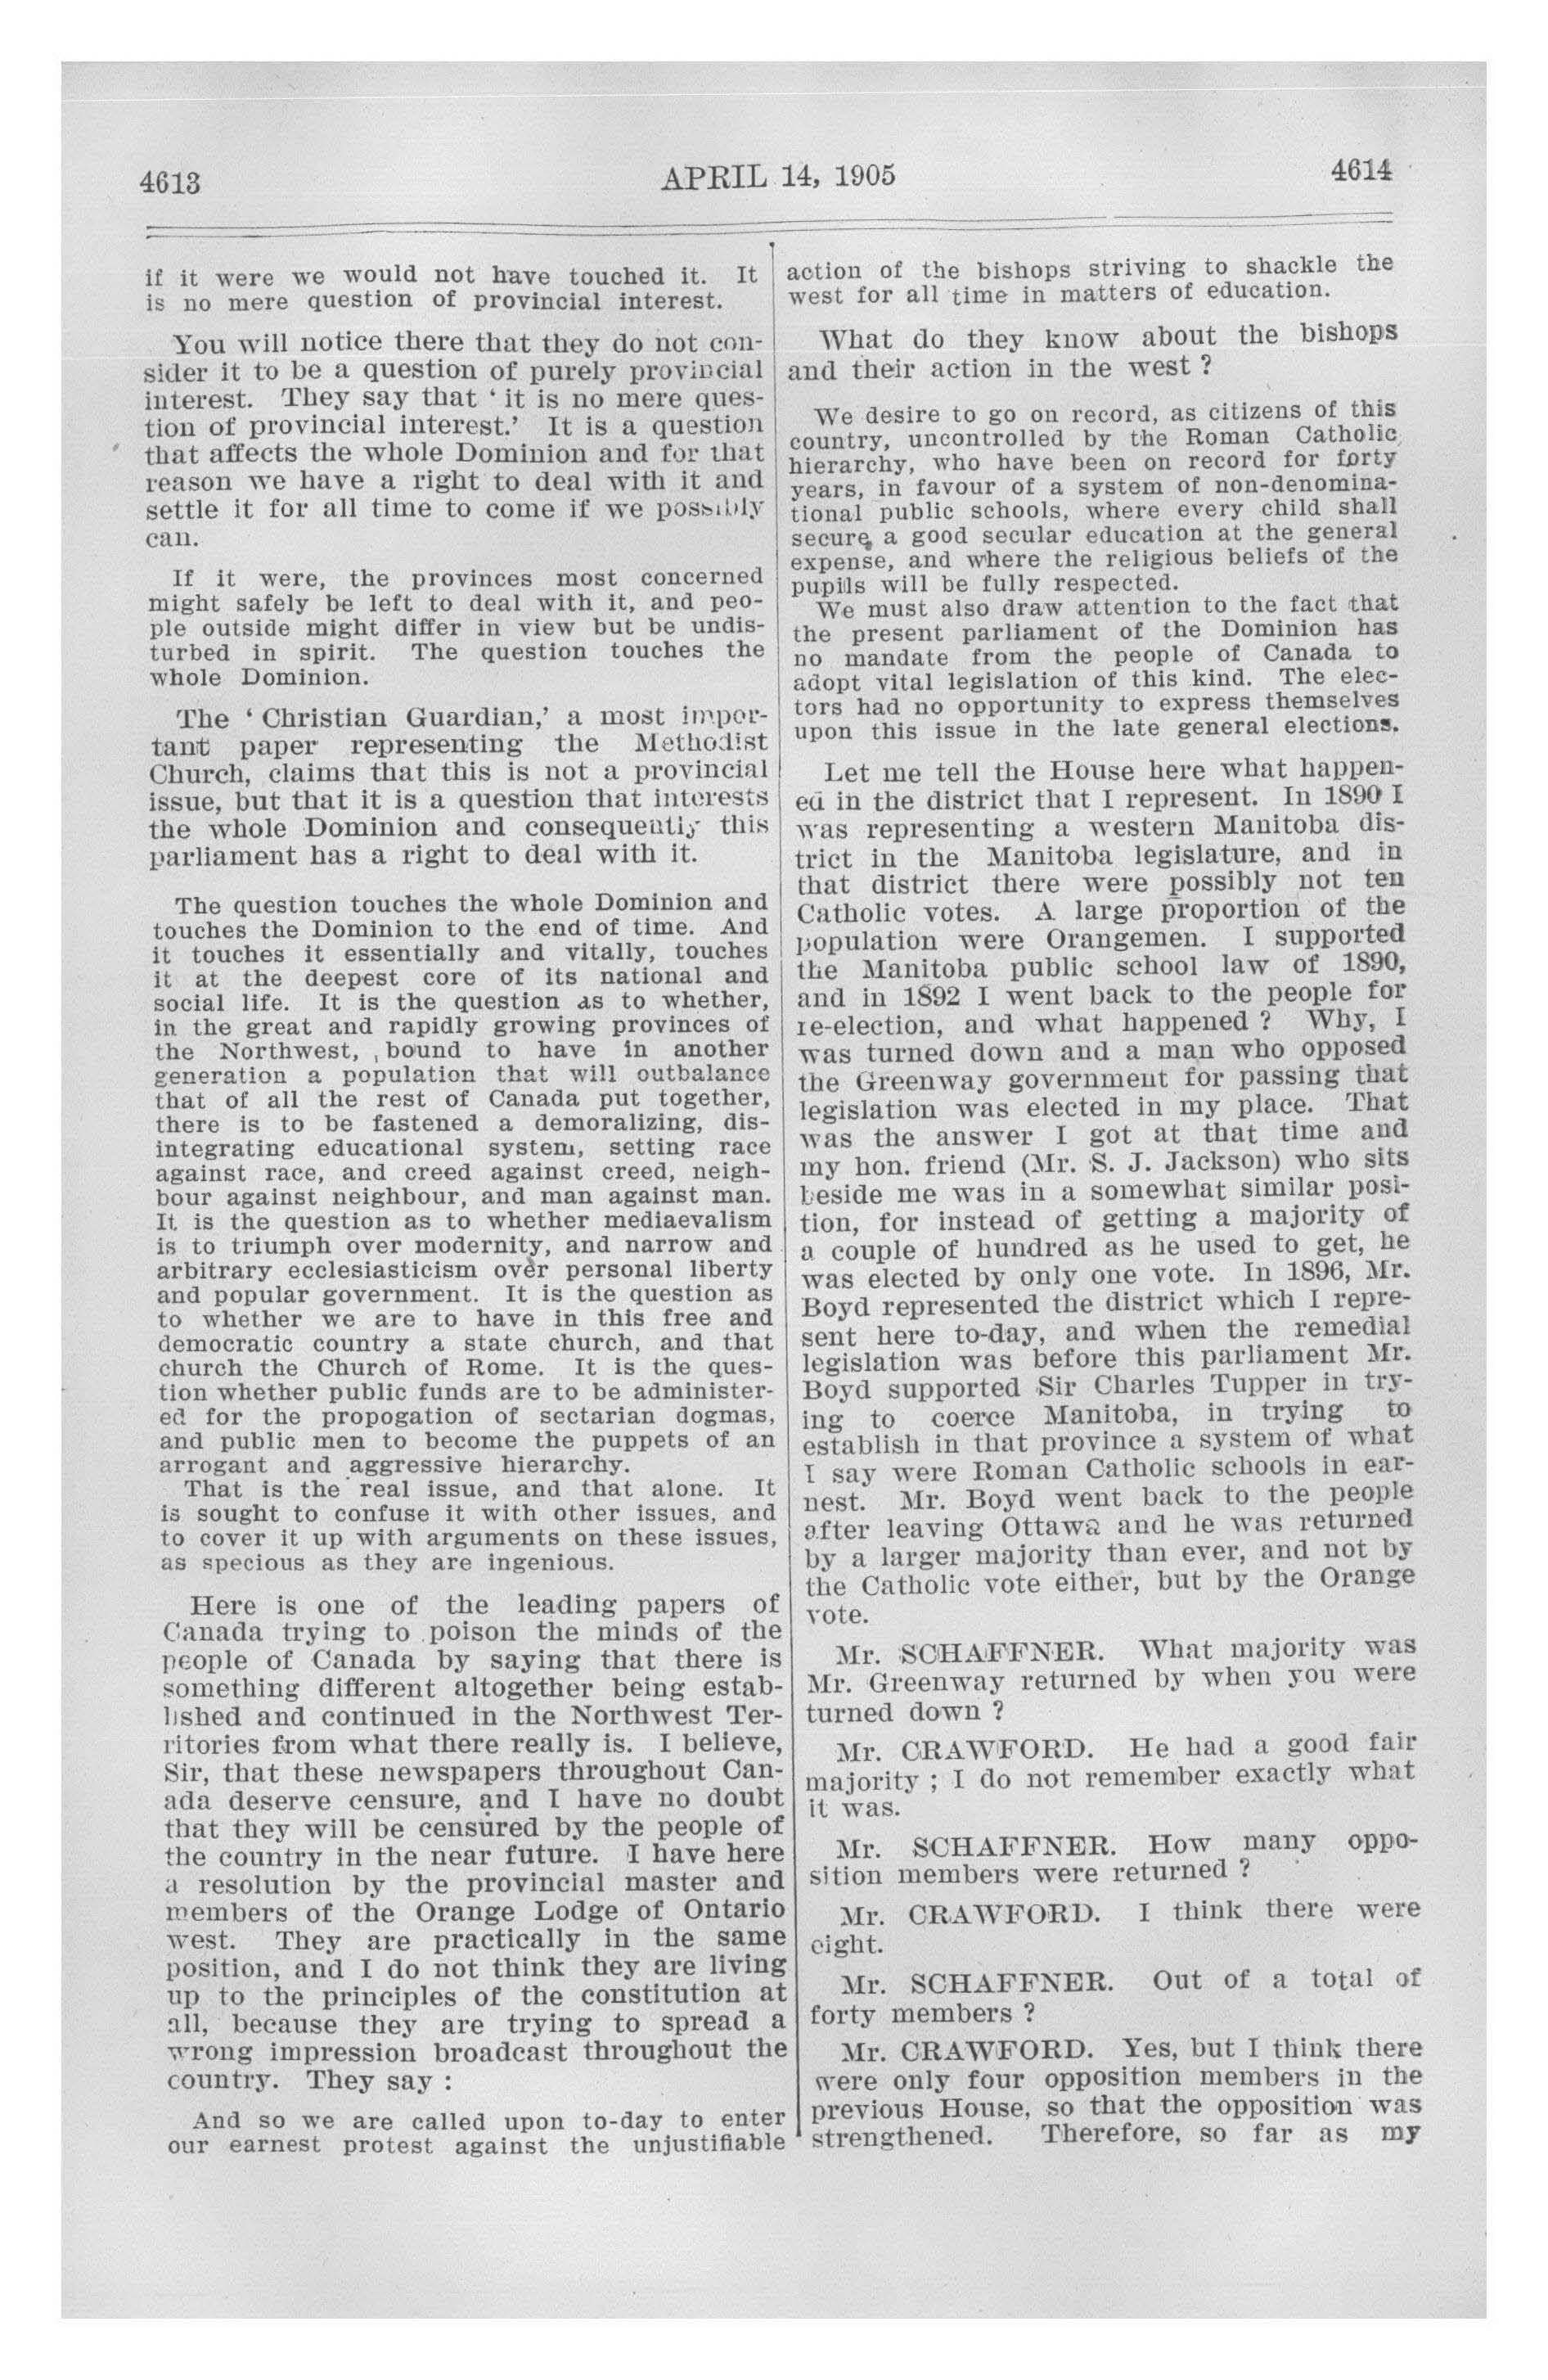 4613
APRIL 14, 1905
4614
if it were we would not have touched it. It
is no mere question of provincial interest.
You will notice there that they do not con-
sider it to be a question of purely provincial
interest. They say that ‘ it is no mere ques-
tion of provincial interest.’ It is a question
that affects the whole Dominion and for that
reason we have a right to deal with it and
settle it for all time to come if we possibly
can.
If it were, the provinces most concerned
might safely be left to deal with it, and peo-
ple outside might differ in view but be undis-
turbed in spirit. The question touches the
whole Dominion.
The ‘ Christian Guardian,’ a most impor-
tant paper representing the Methodist
Church, claims that this is not a provincial
issue, but that it is a question that interests
the whole Dominion and consequently this
parliament has a right to deal with it.
The question touches the whole Dominion and
touches the Dominion to the end of time. And
it touches it essentially and vitally, touches
it at the deepest core of its national and
social life. It is the question as to whether,
in the great and rapidly growing provinces of
the Northwest, bound to have in another
generation a population that will outbalance
that of all the rest of Canada put together,
there is to be fastened a demoralizing, dis-
integrating educational system, setting race
against race, and creed against creed, neigh-
bour against neighbour, and man against man.
It is the question as to whether mediaevalism
is to triumph over modernity, and narrow and
arbitrary ecclesiasticism over personal liberty
and popular government. It is the question as
to whether we are to have in this free and
democratic country a state church, and that
church the Church of Rome. It is the ques-
tion whether public funds are to be administer-
ed for the propogation of sectarian dogmas,
and public men to become the puppets of an
arrogant and aggressive hierarchy.
That is the real issue, and that alone. It
is sought to confuse it with other issues, and
to cover it up with arguments on these issues,
as specious as they are ingenious.
Here is one of the leading papers of
Canada trying to poison the minds of the
people of Canada by saying that there is
something different altogether being estab-
lished and continued in the Northwest Ter-
ritories from what there really is. I believe,
Sir, that these newspapers throughout Can-
ada deserve censure, and I have no doubt
that they will be censured by the people of
the country in the near future. I have here
a resolution by the provincial master and
members of the Orange Lodge of Ontario
west. They are practically in the same
position, and I do not think they are living
up to the principles of the constitution at
all, because they are trying to spread a
wrong impression broadcast throughout the
country. They say :
And so we are called upon to-day to enter
our earnest protest against the unjustifiable
action of the bishops striving to shackle the
west for all time in matters of education.
What do they know about the bishops
and their action in the west ?
We desire to go on record, as citizens of this
country, uncontrolled by the Roman Catholic
hierarchy, who have been on record for forty
years, in favour of a system of non-denomina-
tional public schools, where every child shall
secure a good secular education at the general
expense, and where the religious beliefs of the
pupils will be fully respected.
We must also draw attention to the fact that
the present parliament of the Dominion has
no mandate from the people of Canada to
adopt vital legislation of this kind. The elec-
tors had no opportunity to express themselves
upon this issue in the late general elections.
Let me tell the House here what happen-
ed in the district that I represent. In 1890 I
was representing a western Manitoba dis-
trict in the Manitoba legislature, and in
that district there were possibly not ten
Catholic votes. A large proportion of the
population were Orangemen. I supported
the Manitoba public school law of 1890,
and in 1892 I went back to the people for
re-election, and what happened ? Why, I
was turned down and a man who opposed
the Greenway government for passing that
legislation was elected in my place. That
was the answer I got at that time and
my hon. friend (Mr. S. J. Jackson) who sits
beside me was in a somewhat similar posi-
tion, for instead of getting a majority of
a couple of hundred as he used to get, he
was elected by only one vote. In 1896, Mr.
Boyd represented the district which I repre-
sent here to-day, and when the remedial
legislation was before this parliament Mr.
Boyd supported Sir Charles Tupper in try-
ing to coerce Manitoba, in trying to
establish in that province a system of what
I say were Roman Catholic schools in ear-
nest. Mr. Boyd went back to the people
after leaving Ottawa and he was returned
by a larger majority than ever, and not by
the Catholic vote either, but by the Orange
vote.
Mr. SCHAFFNER. What majority was
Mr. Greenway returned by when you were
turned down ?
Mr. CRAWFORD. He had a good fair
majority ; I do not remember exactly what
it was.
Mr. SCHAFFNER. How many oppo-
sition members were returned ?
Mr. CRAWFORD. I think there were
eight.
Mr. SCHAFFNER. Out of a total of
forty members ?
Mr. CRAWFORD. Yes, but I think there
were only four opposition members in the
previous House, so that the opposition was
strengthened. Therefore, so far as my